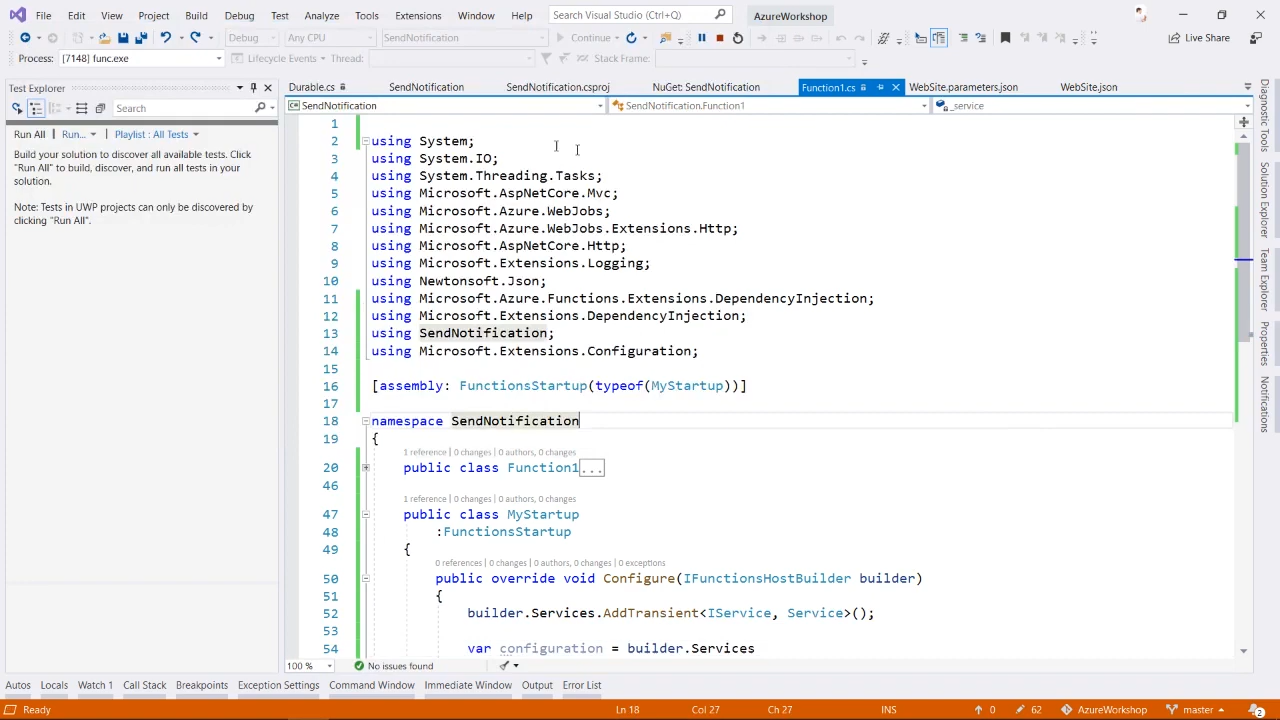 File Edit View Project Build Debug Test Analyze Tools Extensions Window Help Search Visual Studio (Ctrl+Q) AzureWorkshop
Debug Any CPU SendNotification Continue Live Share
Process: [7148] func.exe Lifecycle Events Thread: Stack Frame:
Test Explorer
Search
Run All Run... Playlist : All Tests
Build your solution to discover all available tests. Click
"Run All" to build, discover, and run all tests in your
solution.
Note: Tests in UWP projects can only be discovered by
clicking "Run All".
Durable.cs SendNotification SendNotification.csproj NuGet: SendNotification Function1.cs WebSite.parameters.json WebSite.json
SendNotification SendNotification.Function1 _service
1
2 using System;
3 using System.IO;
4 using System.Threading.Tasks;
5 using Microsoft.AspNetCore.Mvc;
6 using Microsoft.Azure.WebJobs;
7 using Microsoft.Azure.WebJobs.Extensions.Http;
8 using Microsoft.AspNetCore.Http;
9 using Microsoft.Extensions.Logging;
10 using Newtonsoft.Json;
11 using Microsoft.Azure.Functions.Extensions.DependencyInjection;
12 using Microsoft.Extensions.DependencyInjection;
13 using SendNotification;
14 using Microsoft.Extensions.Configuration;
15
16 [assembly: FunctionsStartup(typeof(MyStartup))]
17
18 namespace SendNotification
19 {
1 reference | 0 changes | 0 authors, 0 changes
20 public class Function1...
46
1 reference | 0 changes | 0 authors, 0 changes
47 public class MyStartup
48 :FunctionsStartup
49 {
0 references | 0 changes | 0 authors, 0 changes | 0 exceptions
50 public override void Configure(IFunctionsHostBuilder builder)
51 {
52 builder.Services.AddTransient<IService, Service>();
53
54 var configuration = builder.Services
100 % No issues found
Diagnostic Tools
Solution Explorer
Team Explorer
Properties
Notifications
Autos Locals Watch 1 Call Stack Breakpoints Exception Settings Command Window Immediate Window Output Error List
Ready Ln 18 Col 27 Ch 27 INS 0 62 AzureWorkshop master 2